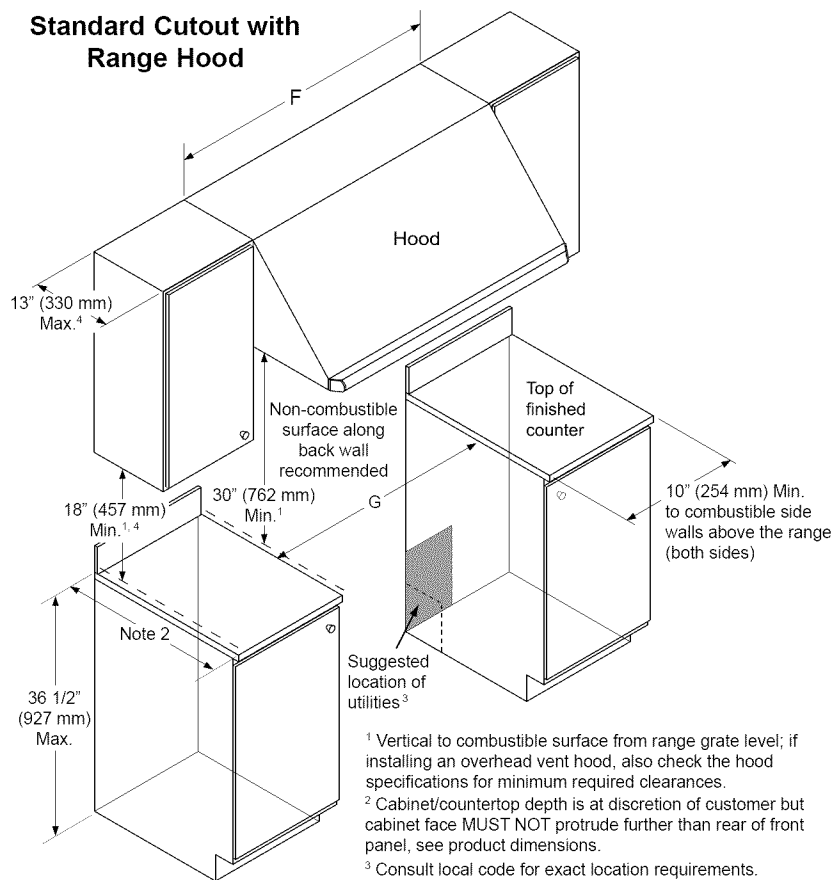 Standard Cutout with
Range Hood
F
Hood
13” (330 mm)
Max.⁴
Non-combustible
surface along
back wall
recommended
Top of
finished
counter
18” (457 mm)
Min.¹, ⁴
30” (762 mm)
Min.¹
G
10” (254 mm) Min.
to combustible side
walls above the range
(both sides)
Note 2
Suggested
location of
utilities³
36 1/2”
(927 mm)
Max.
¹ Vertical to combustible surface from range grate level; if
installing an overhead vent hood, also check the hood
specifications for minimum required clearances.
² Cabinet/countertop depth is at discretion of customer but
cabinet face MUST NOT protrude further than rear of front
panel, see product dimensions.
³ Consult local code for exact location requirements.